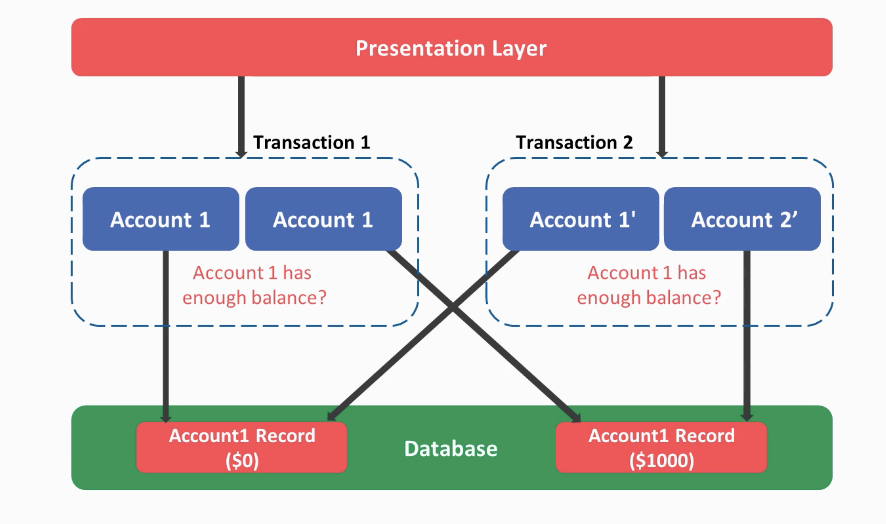 Presentation Layer
Transaction 1
Transaction 2
Account 1
Account 1
Account 1'
Account 2’
Account 1 has
enough balance?
Account 1 has
enough balance?
Account1 Record
($0)
Database
Account1 Record
($1000)